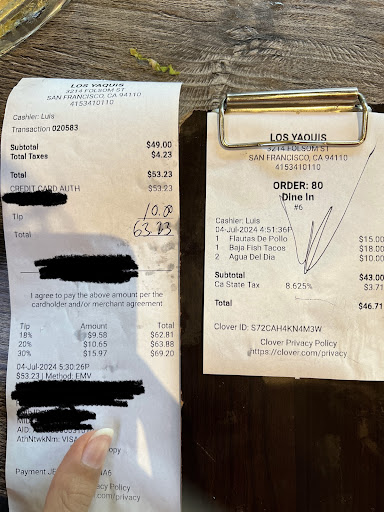 LOS YAQUIS
3214 FOLSOM ST
SAN FRANCISCO, CA 94110
4153410110
Cashier: Luis
Transaction 020583
Subtotal $49.00
Total Taxes $4.23
Total $53.23
CREDIT CARD AUTH $53.23
Tip 10.00
Total 63.23
I agree to pay the above amount per the
cardholder and/or merchant agreement
Tip Amount Total
18% $9.58 $62.81
20% $10.65 $63.88
30% $15.97 $69.20
04-Jul-2024 5:30:26P
$53.23 | Method: EMV
AID:
AthNtwkNm: VISA
Payment
.com/privacy
LOS YAQUIS
3214 FOLSOM ST
SAN FRANCISCO, CA 94110
4153410110
ORDER: 80
Dine In
#6
Cashier: Luis
04-Jul-2024 4:51:36P
1 Flautas De Pollo $15.00
1 Baja Fish Tacos $18.00
2 Agua Del Dia $10.00
Subtotal $43.00
Ca State Tax 8.625% $3.71
Total $46.71
Clover ID: S72CAH4KN4M3W
Clover Privacy Policy
https://clover.com/privacy